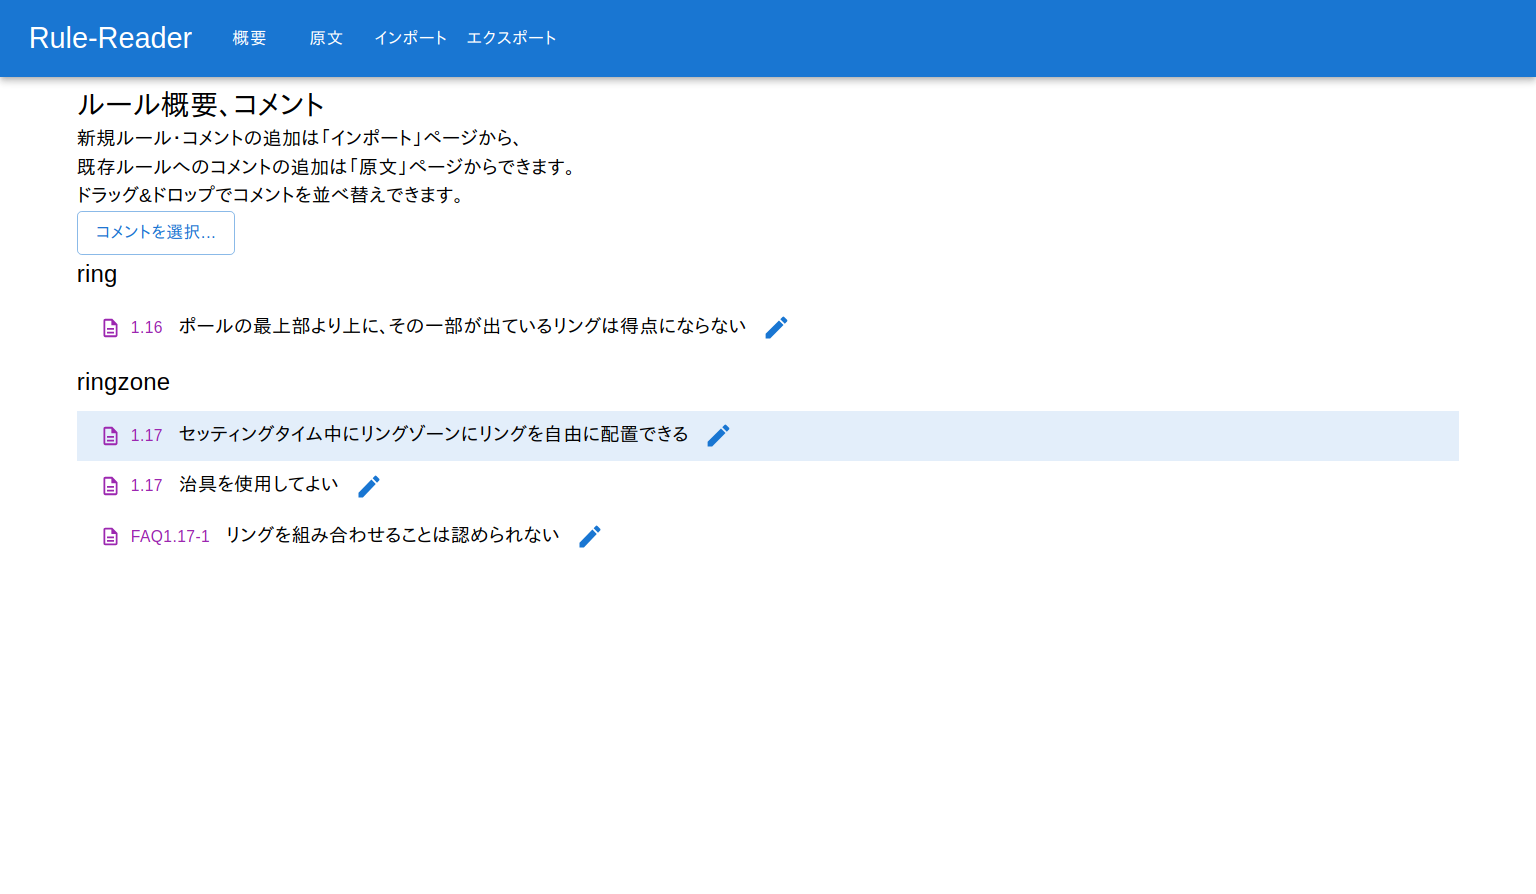 Rule-Reader 概要 原文 インポート エクスポート
ルール概要、コメント
新規ルール・コメントの追加は「インポート」ページから、
既存ルールへのコメントの追加は「原文」ページからできます。
ドラッグ&ドロップでコメントを並べ替えできます。
コメントを選択...
ring
1.16 ポールの最上部より上に、その一部が出ているリングは得点にならない
ringzone
1.17 セッティングタイム中にリングゾーンにリングを自由に配置できる
1.17 治具を使用してよい
FAQ1.17-1 リングを組み合わせることは認められない